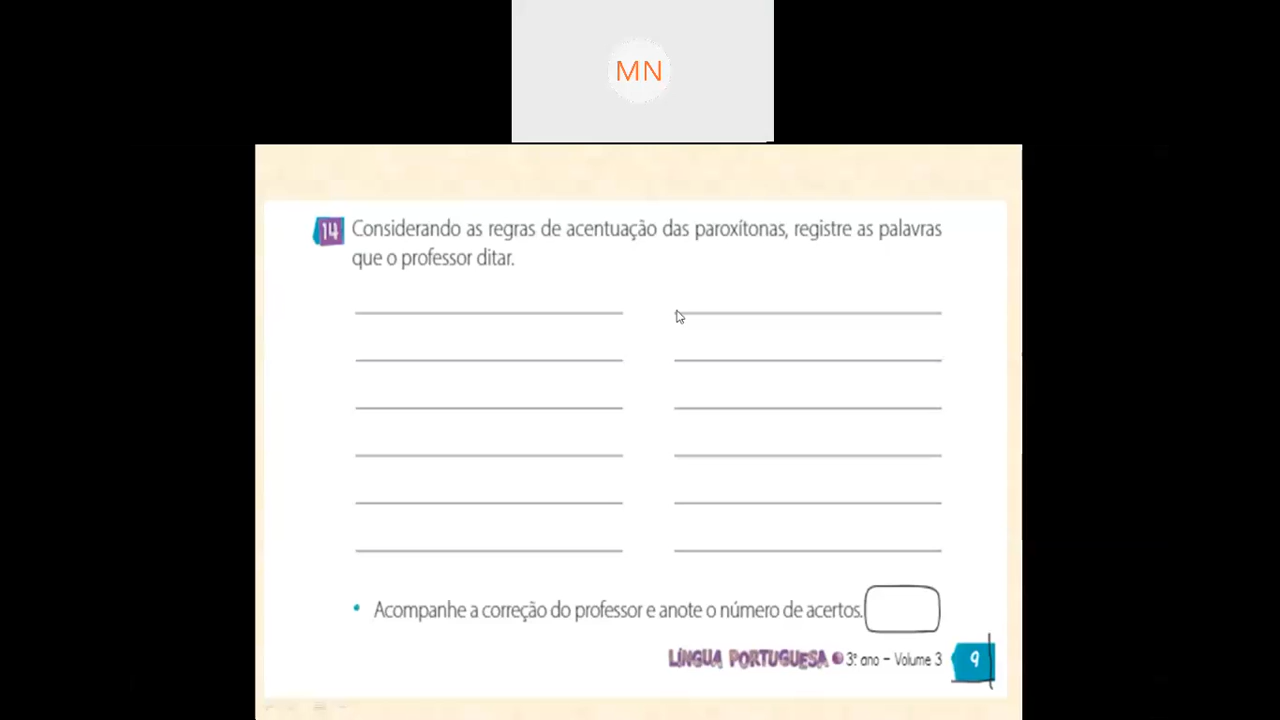 MN
14 Considerando as regras de acentuação das paroxítonas, registre as palavras
que o professor ditar.
• Acompanhe a correção do professor e anote o número de acertos.
LÍNGUA PORTUGUESA 3º. ano – Volume 3 9